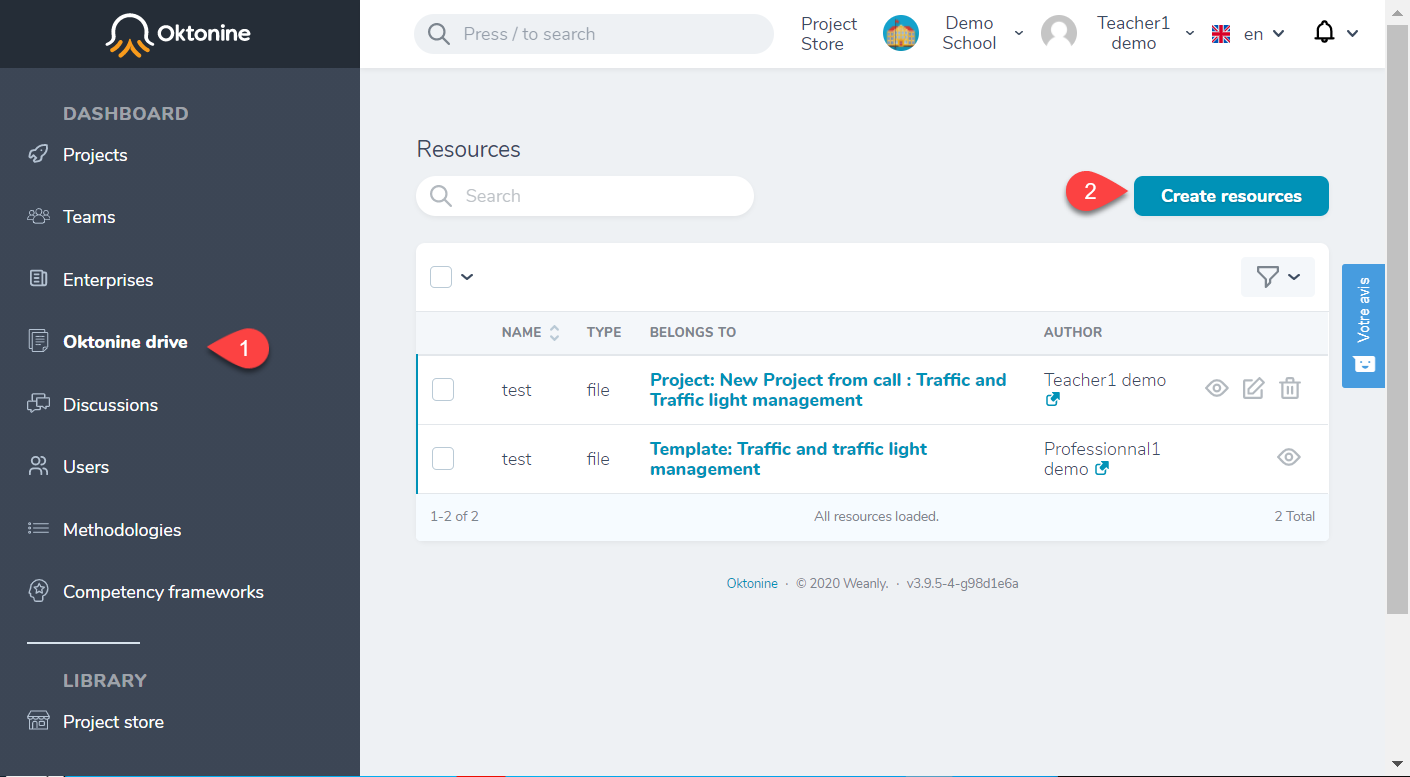 Oktonine
Press / to search
Project
Store
Demo
School
Teacher1
demo
en
DASHBOARD
Projects
Teams
Enterprises
Oktonine drive
1
Discussions
Users
Methodologies
Competency frameworks
LIBRARY
Project store
Resources
Search
2
Create resources
Votre avis
NAME TYPE BELONGS TO AUTHOR
test file Project: New Project from call : Traffic and Teacher1 demo
Traffic light management
test file Template: Traffic and traffic light Professionnal1
management demo
1-2 of 2 All resources loaded. 2 Total
Oktonine · © 2020 Weanly. · v3.9.5-4-g98d1e6a